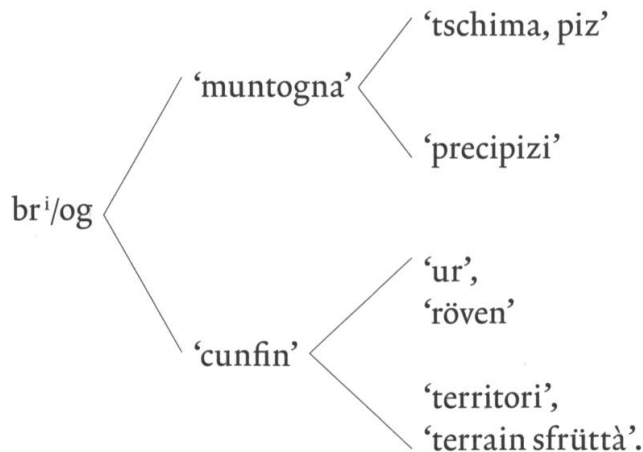 ‘tschima, piz’
‘muntogna’
‘precipizi’
brⁱ/og
‘ur’,
‘röven’
‘cunfin’
‘territori’,
‘terrain sfrüttà’.